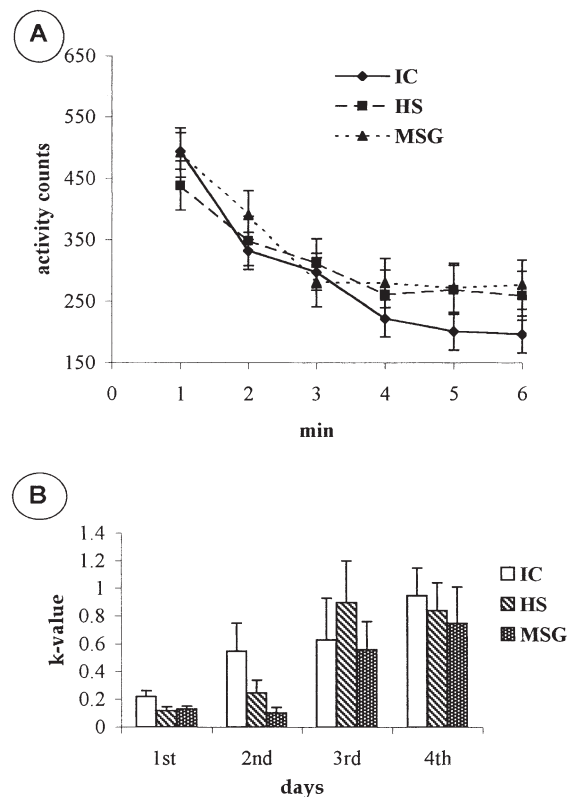 A
650
550
450
350
250
150
activity counts
IC
HS
MSG
0 1 2 3 4 5 6
min
B
1.4
1.2
1
0.8
0.6
0.4
0.2
0
k-value
IC
HS
MSG
1st 2nd 3rd 4th
days